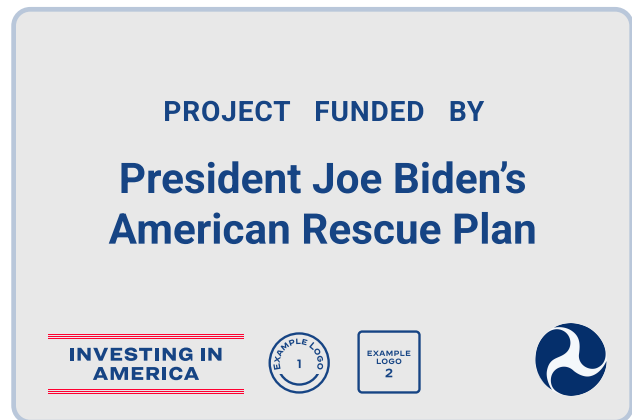 PROJECT FUNDED BY
President Joe Biden’s
American Rescue Plan
INVESTING IN
AMERICA
EXAMPLE LOGO
1
EXAMPLE
LOGO
2